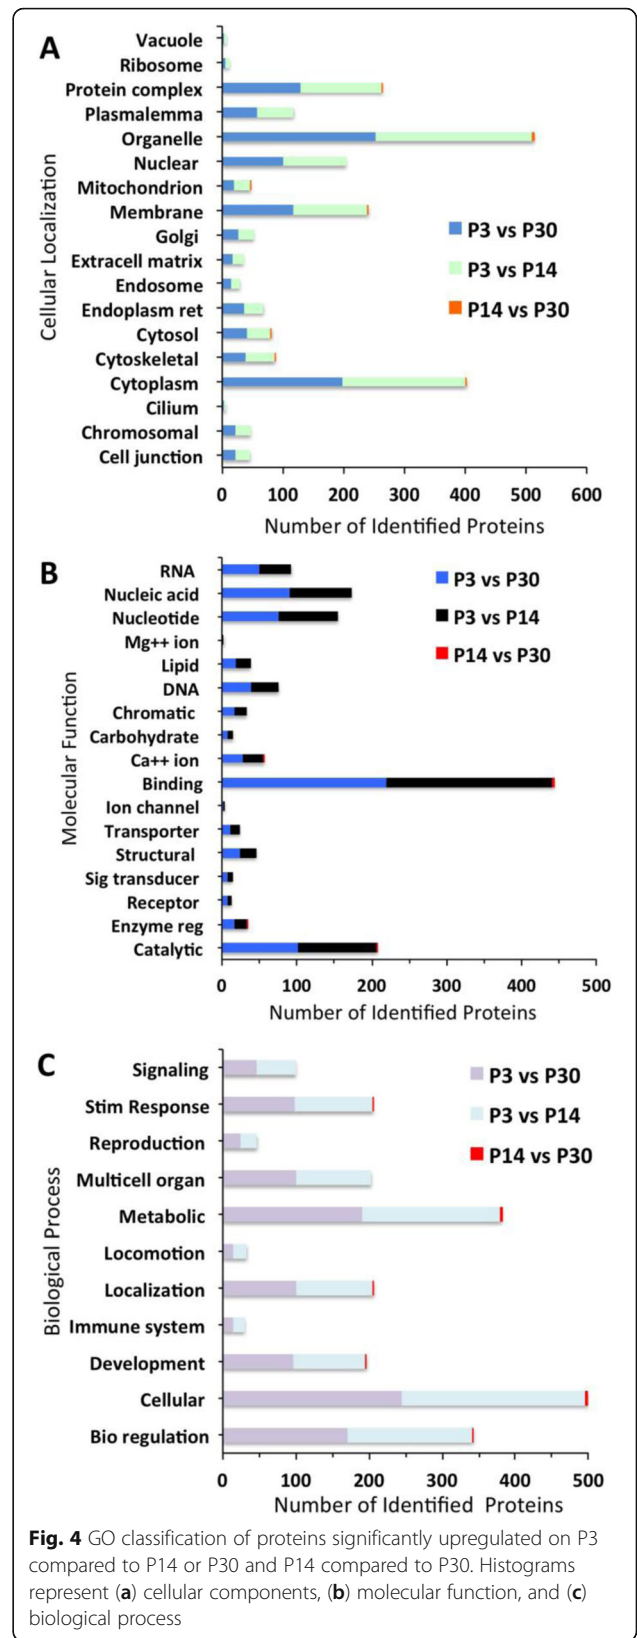 A
Cellular Localization
Vacuole
Ribosome
Protein complex
Plasmalemma
Organelle
Nuclear
Mitochondrion
Membrane
Golgi
Extracell matrix
Endosome
Endoplasm ret
Cytosol
Cytoskeletal
Cytoplasm
Cilium
Chromosomal
Cell junction
P3 vs P30
P3 vs P14
P14 vs P30
0 100 200 300 400 500 600
Number of Identified Proteins
B
Molecular Function
RNA
Nucleic acid
Nucleotide
Mg++ ion
Lipid
DNA
Chromatic
Carbohydrate
Ca++ ion
Binding
Ion channel
Transporter
Structural
Sig transducer
Receptor
Enzyme reg
Catalytic
P3 vs P30
P3 vs P14
P14 vs P30
0 100 200 300 400 500
Number of Identified Proteins
C
Biological Process
Signaling
Stim Response
Reproduction
Multicell organ
Metabolic
Locomotion
Localization
Immune system
Development
Cellular
Bio regulation
P3 vs P30
P3 vs P14
P14 vs P30
0 100 200 300 400 500
Number of Identified Proteins
Fig. 4 GO classification of proteins significantly upregulated on P3
compared to P14 or P30 and P14 compared to P30. Histograms
represent (a) cellular components, (b) molecular function, and (c)
biological process